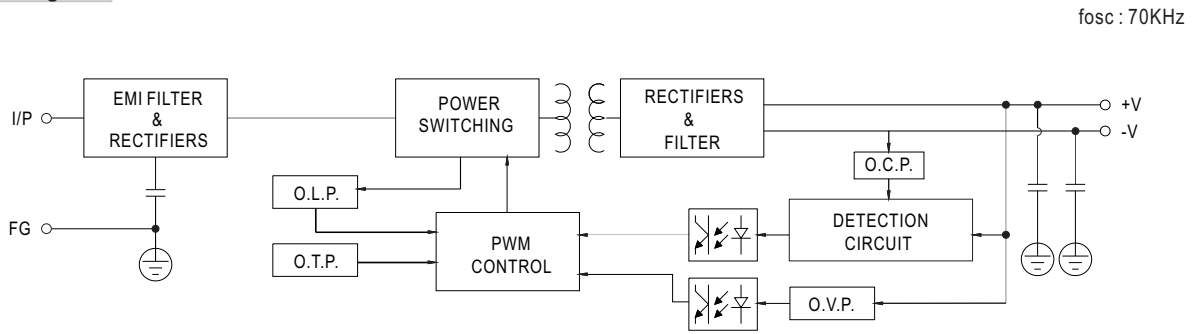 fosc : 70KHz
I/P
EMI FILTER
&
RECTIFIERS
POWER
SWITCHING
RECTIFIERS
&
FILTER
+V
-V
O.C.P.
O.L.P.
FG
PWM
CONTROL
DETECTION
CIRCUIT
O.T.P.
O.V.P.